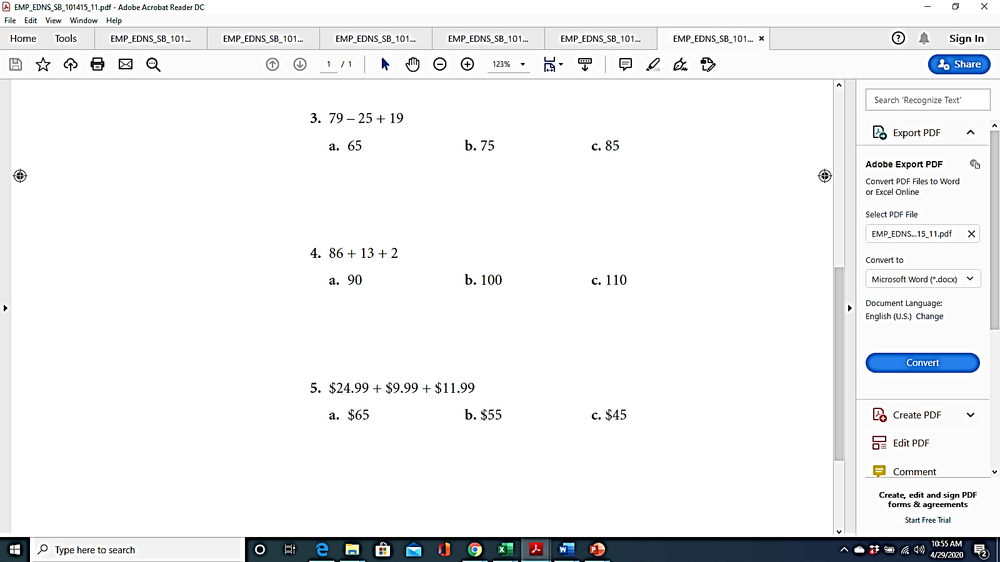 EMP_EDNS_SB_101415_11.pdf - Adobe Acrobat Reader DC
File Edit View Window Help
Home Tools EMP_EDNS_SB_101... EMP_EDNS_SB_101... EMP_EDNS_SB_101... EMP_EDNS_SB_101... EMP_EDNS_SB_101... EMP_EDNS_SB_101... × Sign In
1 / 1 123% Share
3. 79 – 25 + 19
a. 65 b. 75 c. 85
4. 86 + 13 + 2
a. 90 b. 100 c. 110
5. $24.99 + $9.99 + $11.99
a. $65 b. $55 c. $45
Search 'Recognize Text'
Export PDF
Adobe Export PDF
Convert PDF Files to Word
or Excel Online
Select PDF File
EMP_EDNS...15_11.pdf
Convert to
Microsoft Word (*.docx)
Document Language:
English (U.S.) Change
Convert
Create PDF
Edit PDF
Comment
Create, edit and sign PDF
forms & agreements
Start Free Trial
Type here to search
10:55 AM
4/29/2020
2